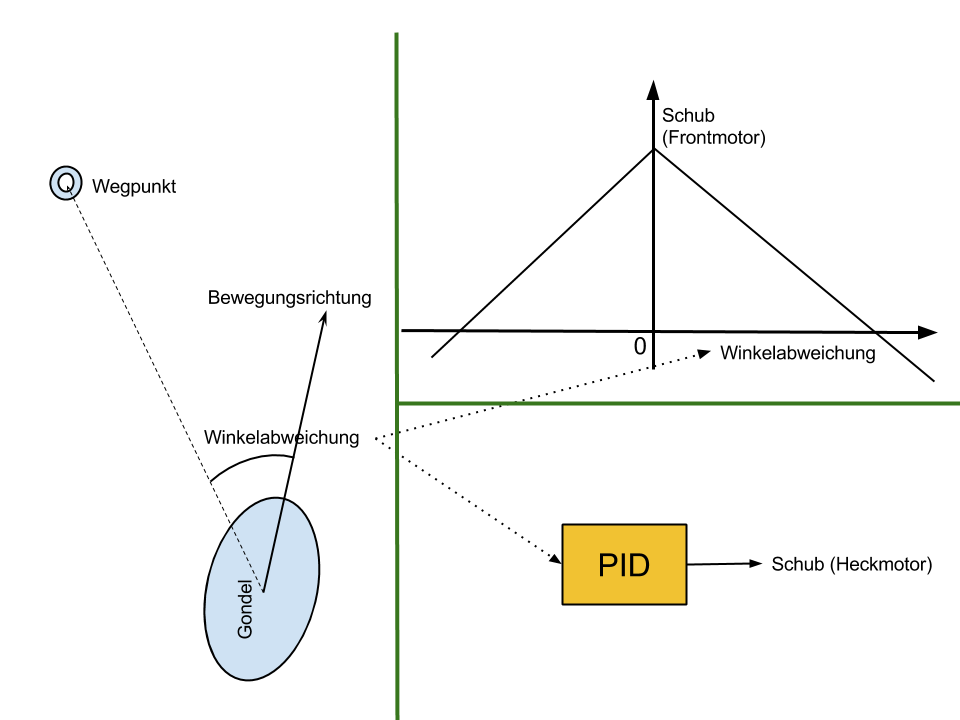 Wegpunkt
Bewegungsrichtung
Winkelabweichung
Gondel
Schub
(Frontmotor)
0
Winkelabweichung
PID
Schub (Heckmotor)